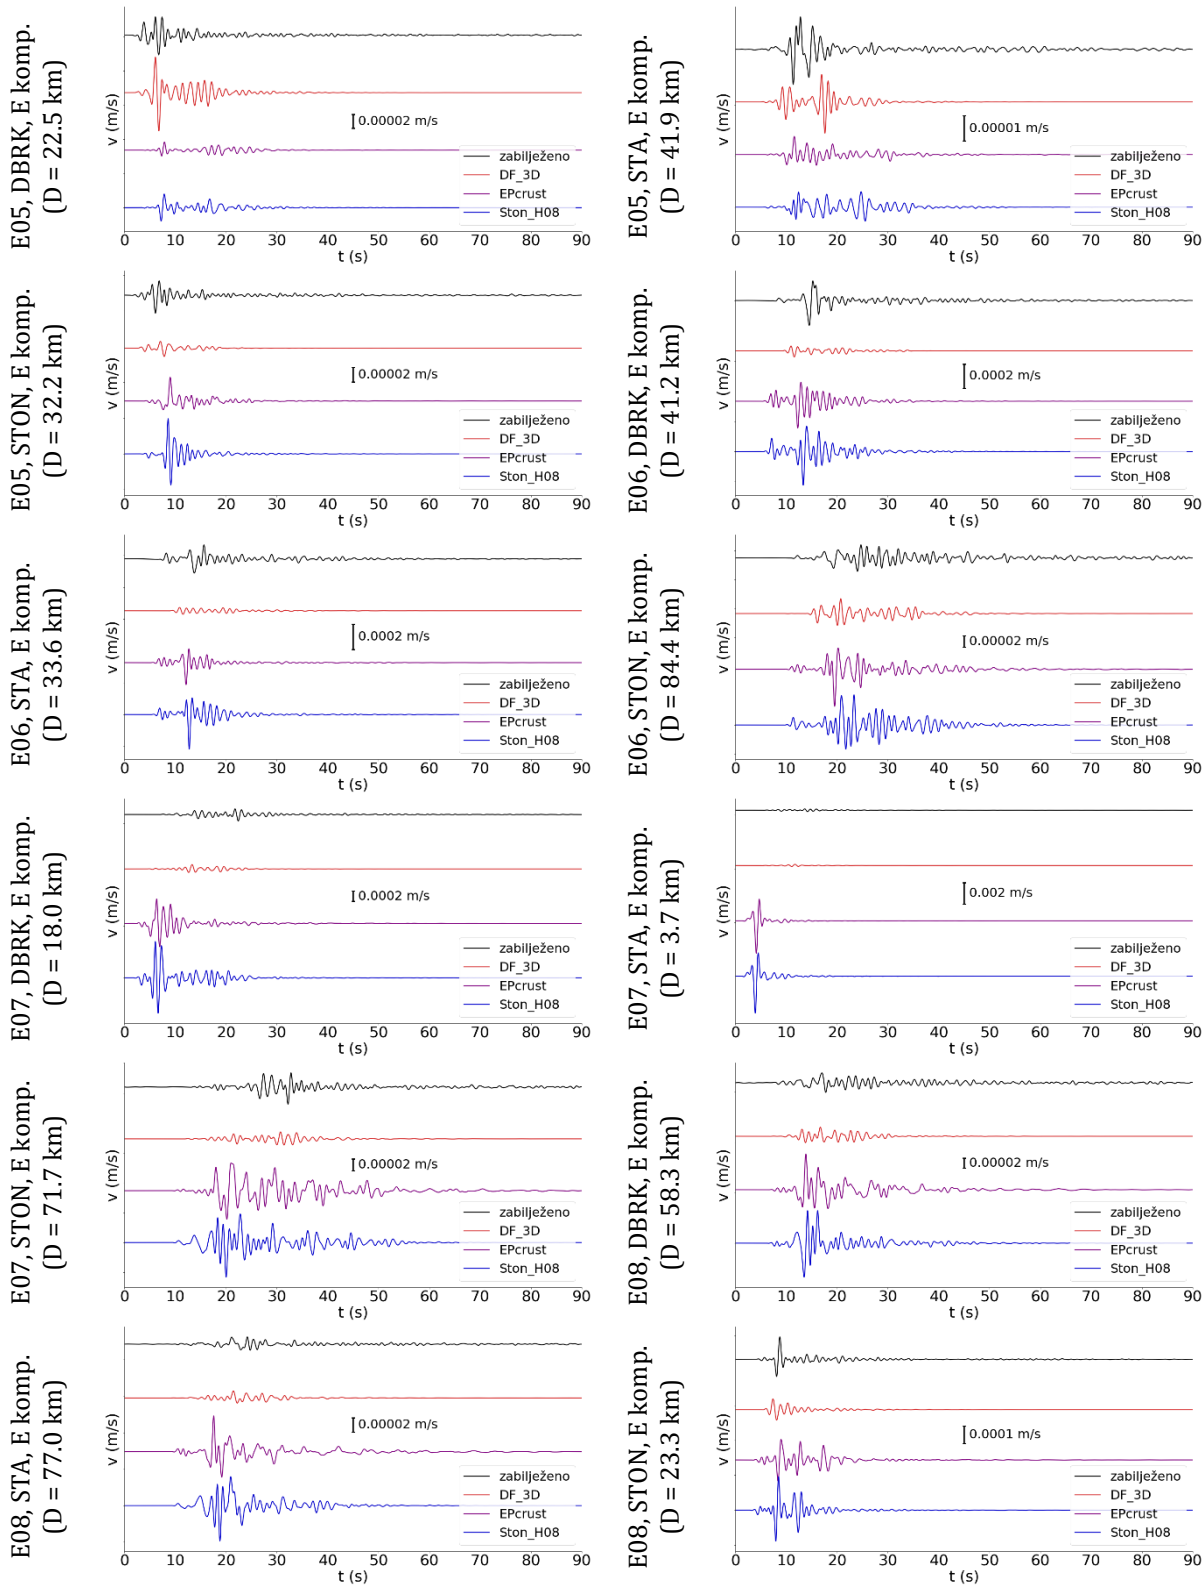 E05, DBRK, E komp.
(D = 22.5 km)
v (m/s)
0.00002 m/s
zabilježeno
DF_3D
EPcrust
Ston_H08
0 10 20 30 40 50 60 70 80 90
t (s)
E05, STA, E komp.
(D = 41.9 km)
v (m/s)
0.00001 m/s
zabilježeno
DF_3D
EPcrust
Ston_H08
0 10 20 30 40 50 60 70 80 90
t (s)
E05, STON, E komp.
(D = 32.2 km)
v (m/s)
0.00002 m/s
zabilježeno
DF_3D
EPcrust
Ston_H08
0 10 20 30 40 50 60 70 80 90
t (s)
E06, DBRK, E komp.
(D = 41.2 km)
v (m/s)
0.0002 m/s
zabilježeno
DF_3D
EPcrust
Ston_H08
0 10 20 30 40 50 60 70 80 90
t (s)
E06, STA, E komp.
(D = 33.6 km)
v (m/s)
0.0002 m/s
zabilježeno
DF_3D
EPcrust
Ston_H08
0 10 20 30 40 50 60 70 80 90
t (s)
E06, STON, E komp.
(D = 84.4 km)
v (m/s)
0.00002 m/s
zabilježeno
DF_3D
EPcrust
Ston_H08
0 10 20 30 40 50 60 70 80 90
t (s)
E07, DBRK, E komp.
(D = 18.0 km)
v (m/s)
0.0002 m/s
zabilježeno
DF_3D
EPcrust
Ston_H08
0 10 20 30 40 50 60 70 80 90
t (s)
E07, STA, E komp.
(D = 3.7 km)
v (m/s)
0.002 m/s
zabilježeno
DF_3D
EPcrust
Ston_H08
0 10 20 30 40 50 60 70 80 90
t (s)
E07, STON, E komp.
(D = 71.7 km)
v (m/s)
0.00002 m/s
zabilježeno
DF_3D
EPcrust
Ston_H08
0 10 20 30 40 50 60 70 80 90
t (s)
E08, DBRK, E komp.
(D = 58.3 km)
v (m/s)
0.00002 m/s
zabilježeno
DF_3D
EPcrust
Ston_H08
0 10 20 30 40 50 60 70 80 90
t (s)
E08, STA, E komp.
(D = 77.0 km)
v (m/s)
0.00002 m/s
zabilježeno
DF_3D
EPcrust
Ston_H08
0 10 20 30 40 50 60 70 80 90
t (s)
E08, STON, E komp.
(D = 23.3 km)
v (m/s)
0.0001 m/s
zabilježeno
DF_3D
EPcrust
Ston_H08
0 10 20 30 40 50 60 70 80 90
t (s)